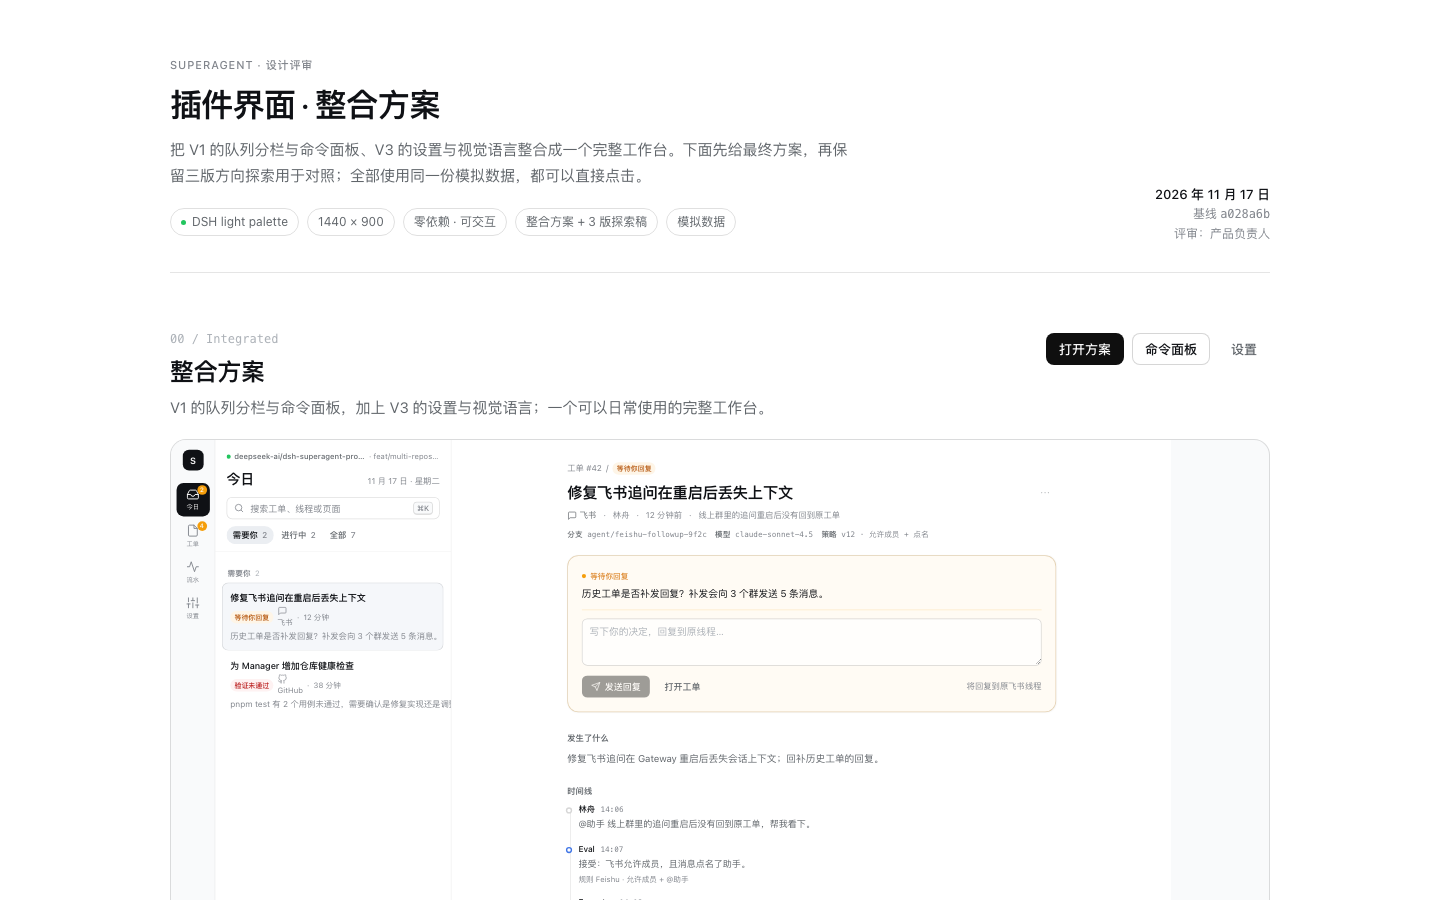 SUPERAGENT · 设计评审
插件界面 · 整合方案
把 V1 的队列分栏与命令面板、V3 的设置与视觉语言整合成一个完整工作台。下面先给最终方案，再保
留三版方向探索用于对照；全部使用同一份模拟数据，都可以直接点击。
DSH light palette
1440 × 900
零依赖 · 可交互
整合方案 + 3 版探索稿
模拟数据
2026 年 11 月 17 日
基线 a028a6b
评审：产品负责人
00 / Integrated
整合方案
V1 的队列分栏与命令面板，加上 V3 的设置与视觉语言；一个可以日常使用的完整工作台。
打开方案
命令面板
设置
S
2
今日
4
工单
流水
设置
deepseek-ai/dsh-superagent-pro... · feat/multi-repos...
今日
11 月 17 日 · 星期二
搜索工单、线程或页面
⌘K
需要你 2
进行中 2
全部 7
需要你 2
修复飞书追问在重启后丢失上下文
等待你回复 飞书 · 12 分钟
历史工单是否补发回复？补发会向 3 个群发送 5 条消息。
为 Manager 增加仓库健康检查
验证未通过 GitHub · 38 分钟
pnpm test 有 2 个用例未通过，需要确认是修复实现还是调
工单 #42 / 等待你回复
修复飞书追问在重启后丢失上下文
...
飞书 · 林舟 · 12 分钟前 · 线上群里的追问重启后没有回到原工单
分支 agent/feishu-followup-9f2c 模型 claude-sonnet-4.5 策略 v12 · 允许成员 + 点名
等待你回复
历史工单是否补发回复？补发会向 3 个群发送 5 条消息。
写下你的决定，回复到原线程...
发送回复
打开工单
将回复到原飞书线程
发生了什么
修复飞书追问在 Gateway 重启后丢失会话上下文；回补历史工单的回复。
时间线
林舟 14:06
@助手 线上群里的追问重启后没有回到原工单，帮我看下。
Eval 14:07
接受：飞书允许成员，且消息点名了助手。
规则 Feishu · 允许成员 + @助手